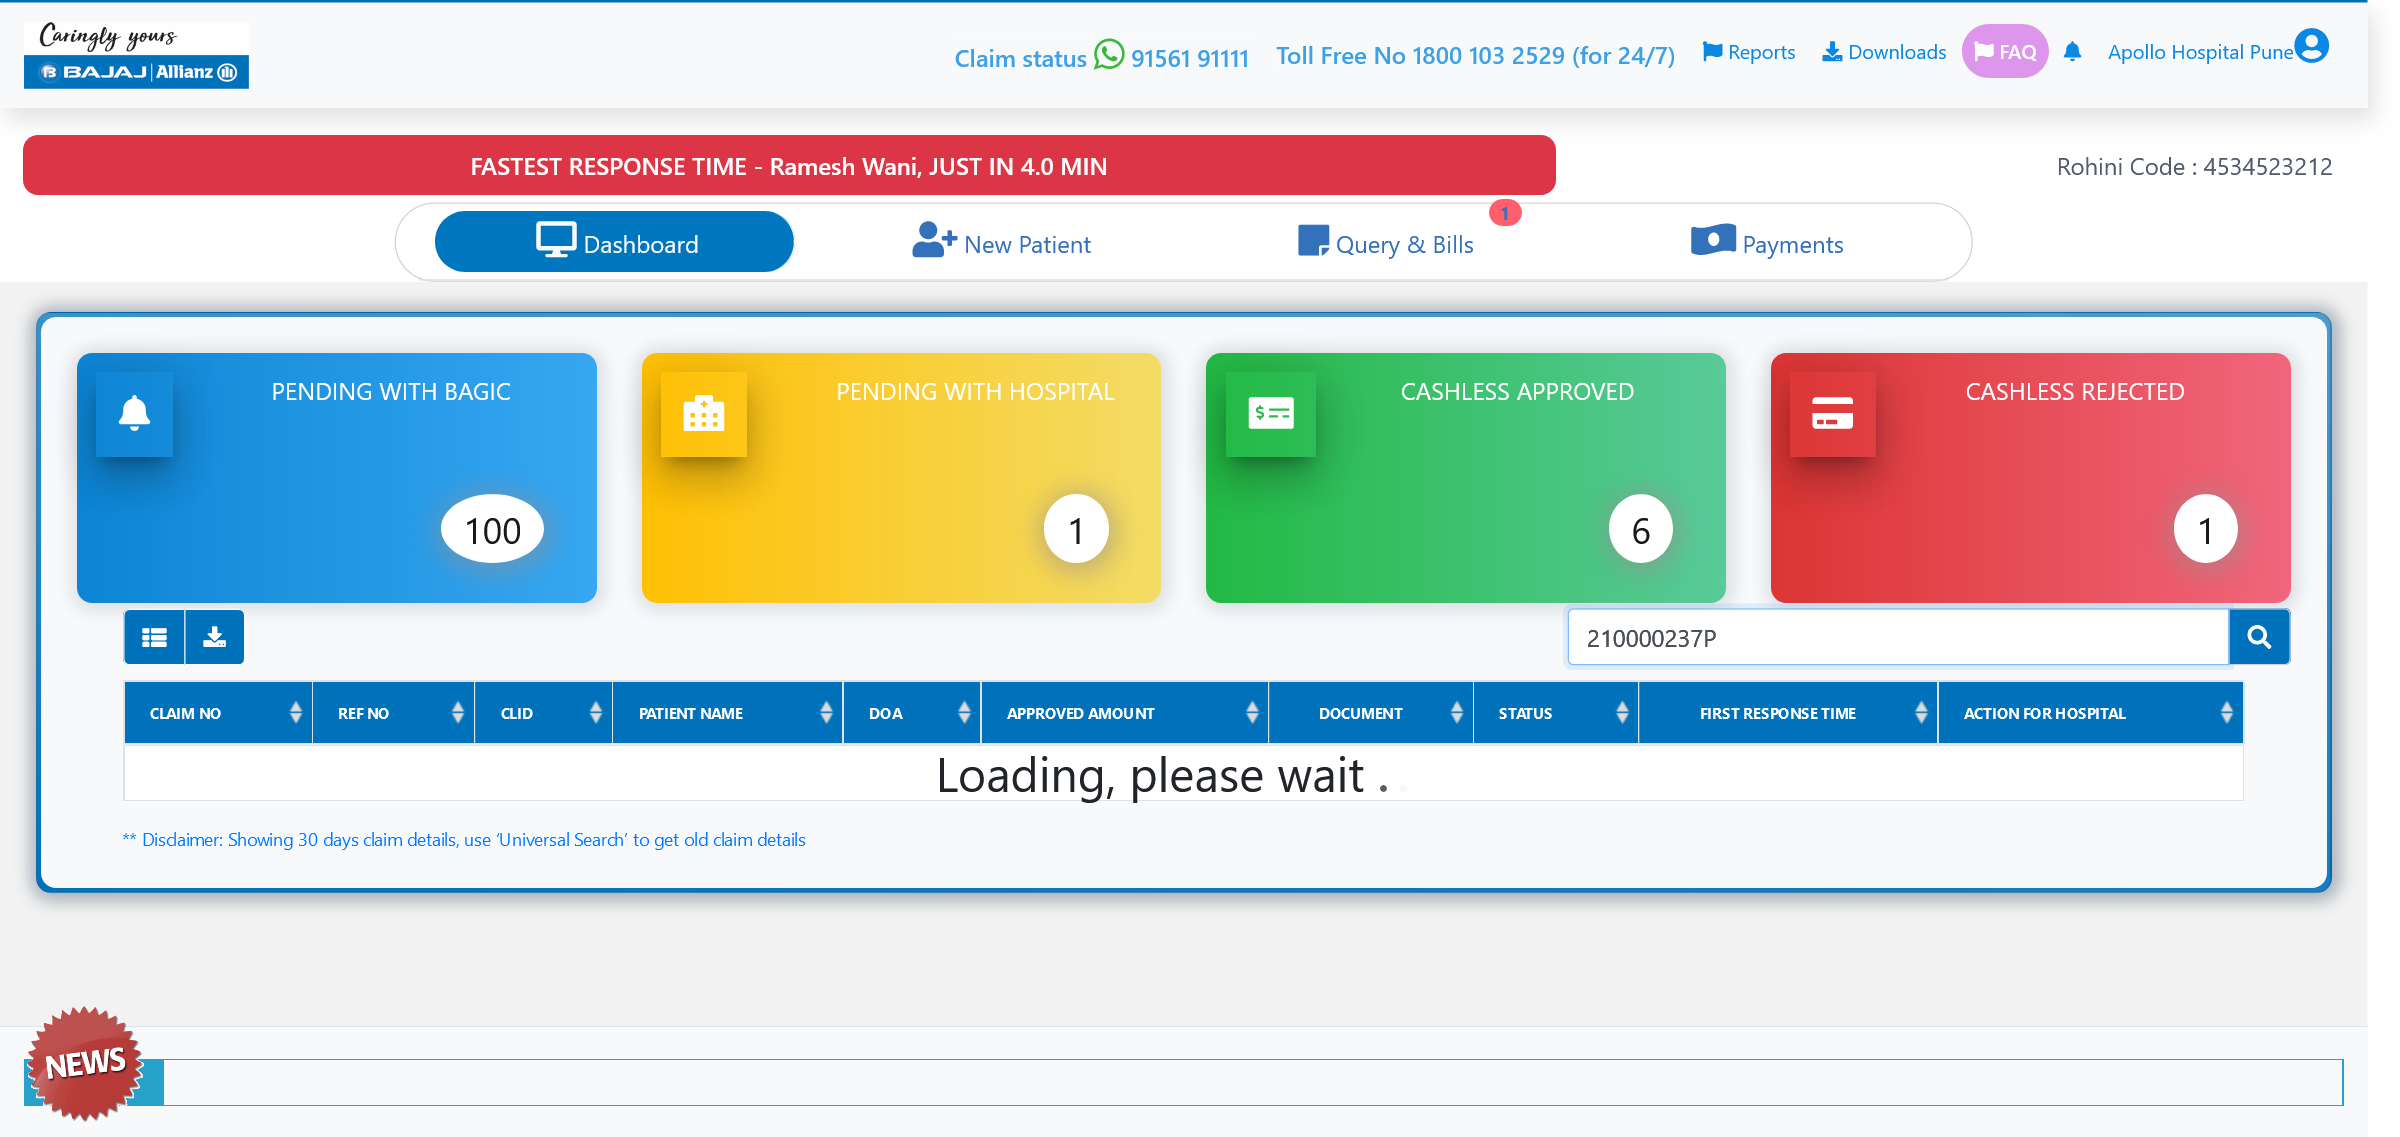 Caringly yours
BAJAJ | Allianz
Claim status 91561 91111
Toll Free No 1800 103 2529 (for 24/7)
Reports
Downloads
FAQ
Apollo Hospital Pune
FASTEST RESPONSE TIME - Ramesh Wani, JUST IN 4.0 MIN
Rohini Code : 4534523212
Dashboard
New Patient
Query & Bills
1
Payments
PENDING WITH BAGIC
100
PENDING WITH HOSPITAL
1
CASHLESS APPROVED
6
CASHLESS REJECTED
1
210000237P
CLAIM NO REF NO CLID PATIENT NAME DOA APPROVED AMOUNT DOCUMENT STATUS FIRST RESPONSE TIME ACTION FOR HOSPITAL
Loading, please wait . .
** Disclaimer: Showing 30 days claim details, use ‘Universal Search’ to get old claim details
NEWS